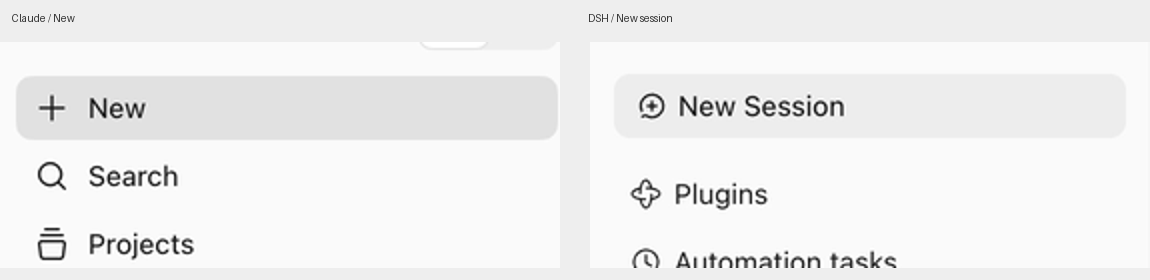 Claude / New
New
Search
Projects
DSH / New session
New Session
Plugins
Automation tasks